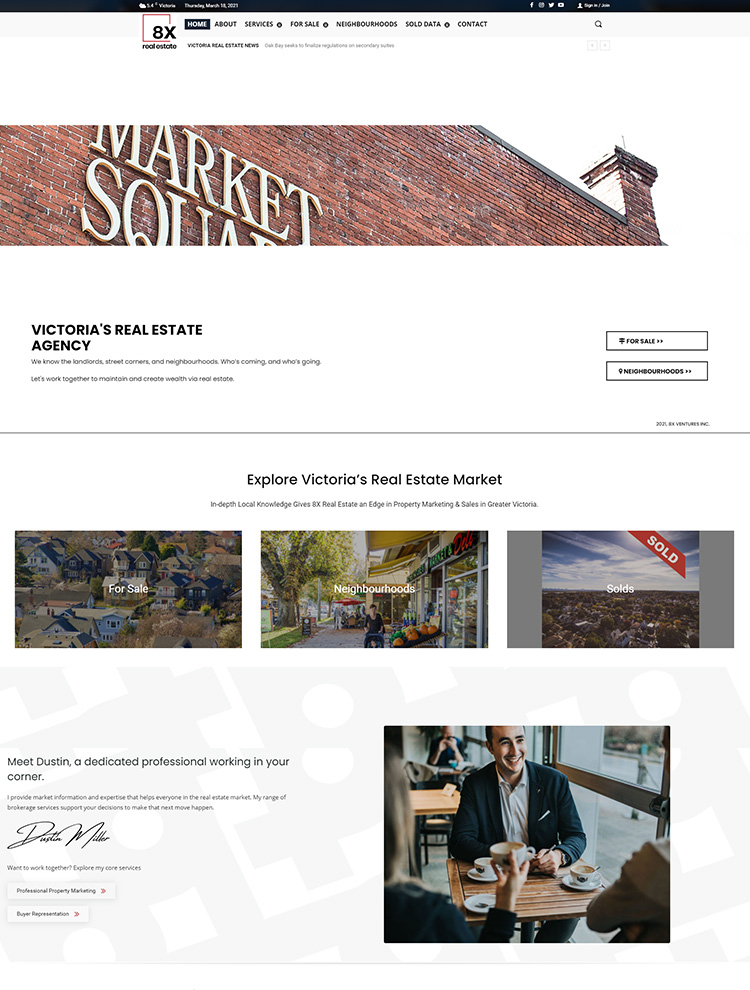 5.4 ° Victoria Thursday, March 18, 2021 Sign in / Join
8X
real estate
HOME ABOUT SERVICES FOR SALE NEIGHBOURHOODS SOLD DATA CONTACT
VICTORIA REAL ESTATE NEWS Oak Bay seeks to finalize regulations on secondary suites
MARKET
SQUARE
VICTORIA'S REAL ESTATE
AGENCY
We know the landlords, street corners, and neighbourhoods. Who's coming, and who's going.
Let's work together to maintain and create wealth via real estate.
FOR SALE >>
NEIGHBOURHOODS >>
2021, 8X VENTURES INC.
Explore Victoria's Real Estate Market
In-depth Local Knowledge Gives 8X Real Estate an Edge in Property Marketing & Sales in Greater Victoria.
For Sale
Neighbourhoods
Deli
SOLD
Solds
Meet Dustin, a dedicated professional working in your
corner.
I provide market information and expertise that helps everyone in the real estate market. My range of
brokerage services support your decisions to make that next move happen.
Dustin Miller
Want to work together? Explore my core services
Professional Property Marketing
Buyer Representation